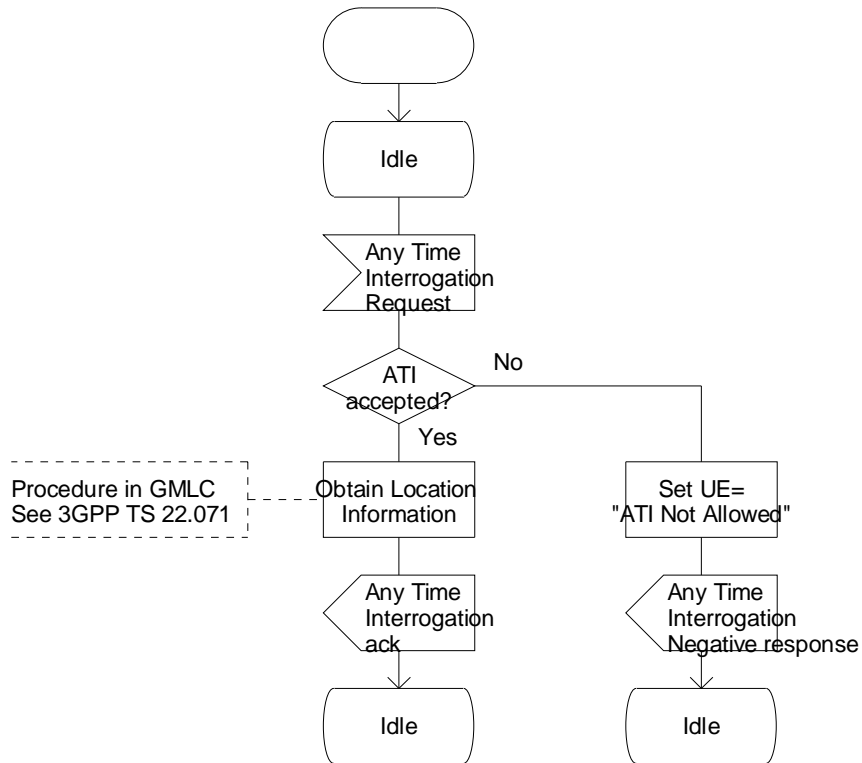 Idle
Any Time
Interrogation
Request
ATI
accepted?
No
Yes
Procedure in GMLC
See 3GPP TS 22.071
Obtain Location
Information
Set UE=
"ATI Not Allowed"
Any Time
Interrogation
ack
Any Time
Interrogation
Negative response
Idle
Idle